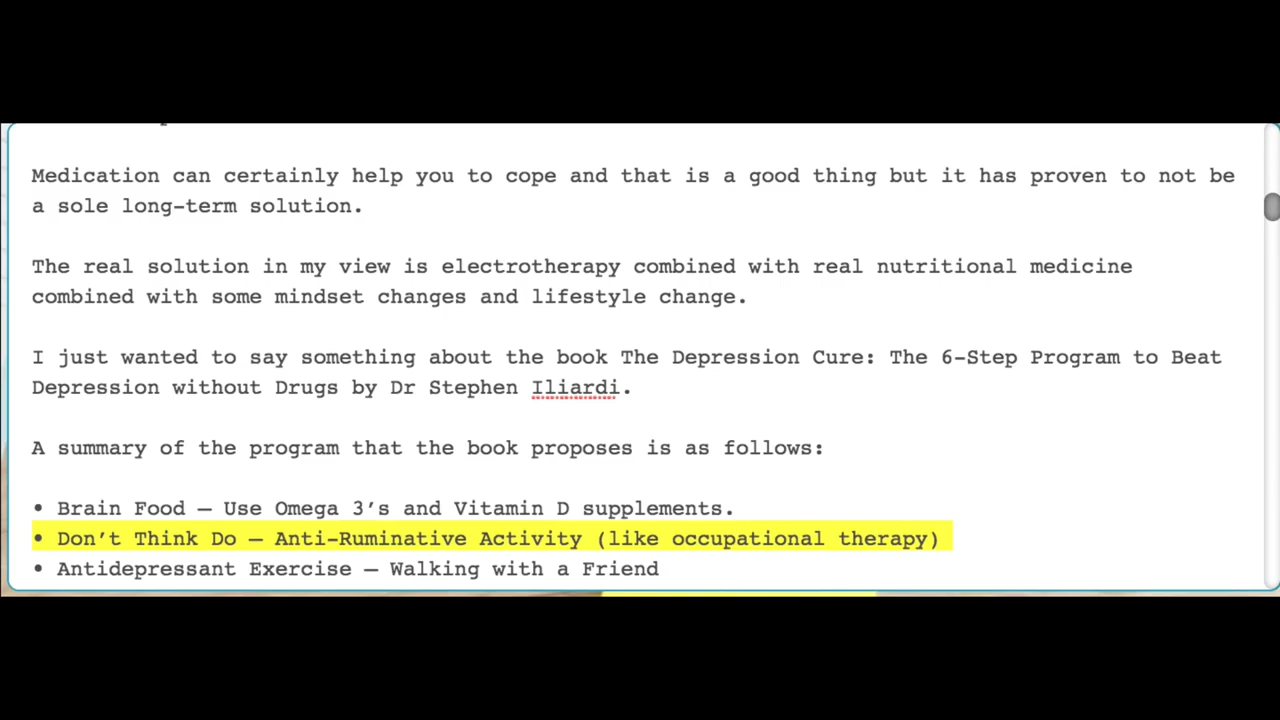 Medication can certainly help you to cope and that is a good thing but it has proven to not be
a sole long-term solution.
The real solution in my view is electrotherapy combined with real nutritional medicine
combined with some mindset changes and lifestyle change.
I just wanted to say something about the book The Depression Cure: The 6-Step Program to Beat
Depression without Drugs by Dr Stephen Iliardi.
A summary of the program that the book proposes is as follows:
• Brain Food – Use Omega 3’s and Vitamin D supplements.
• Don’t Think Do – Anti-Ruminative Activity (like occupational therapy)
• Antidepressant Exercise – Walking with a Friend